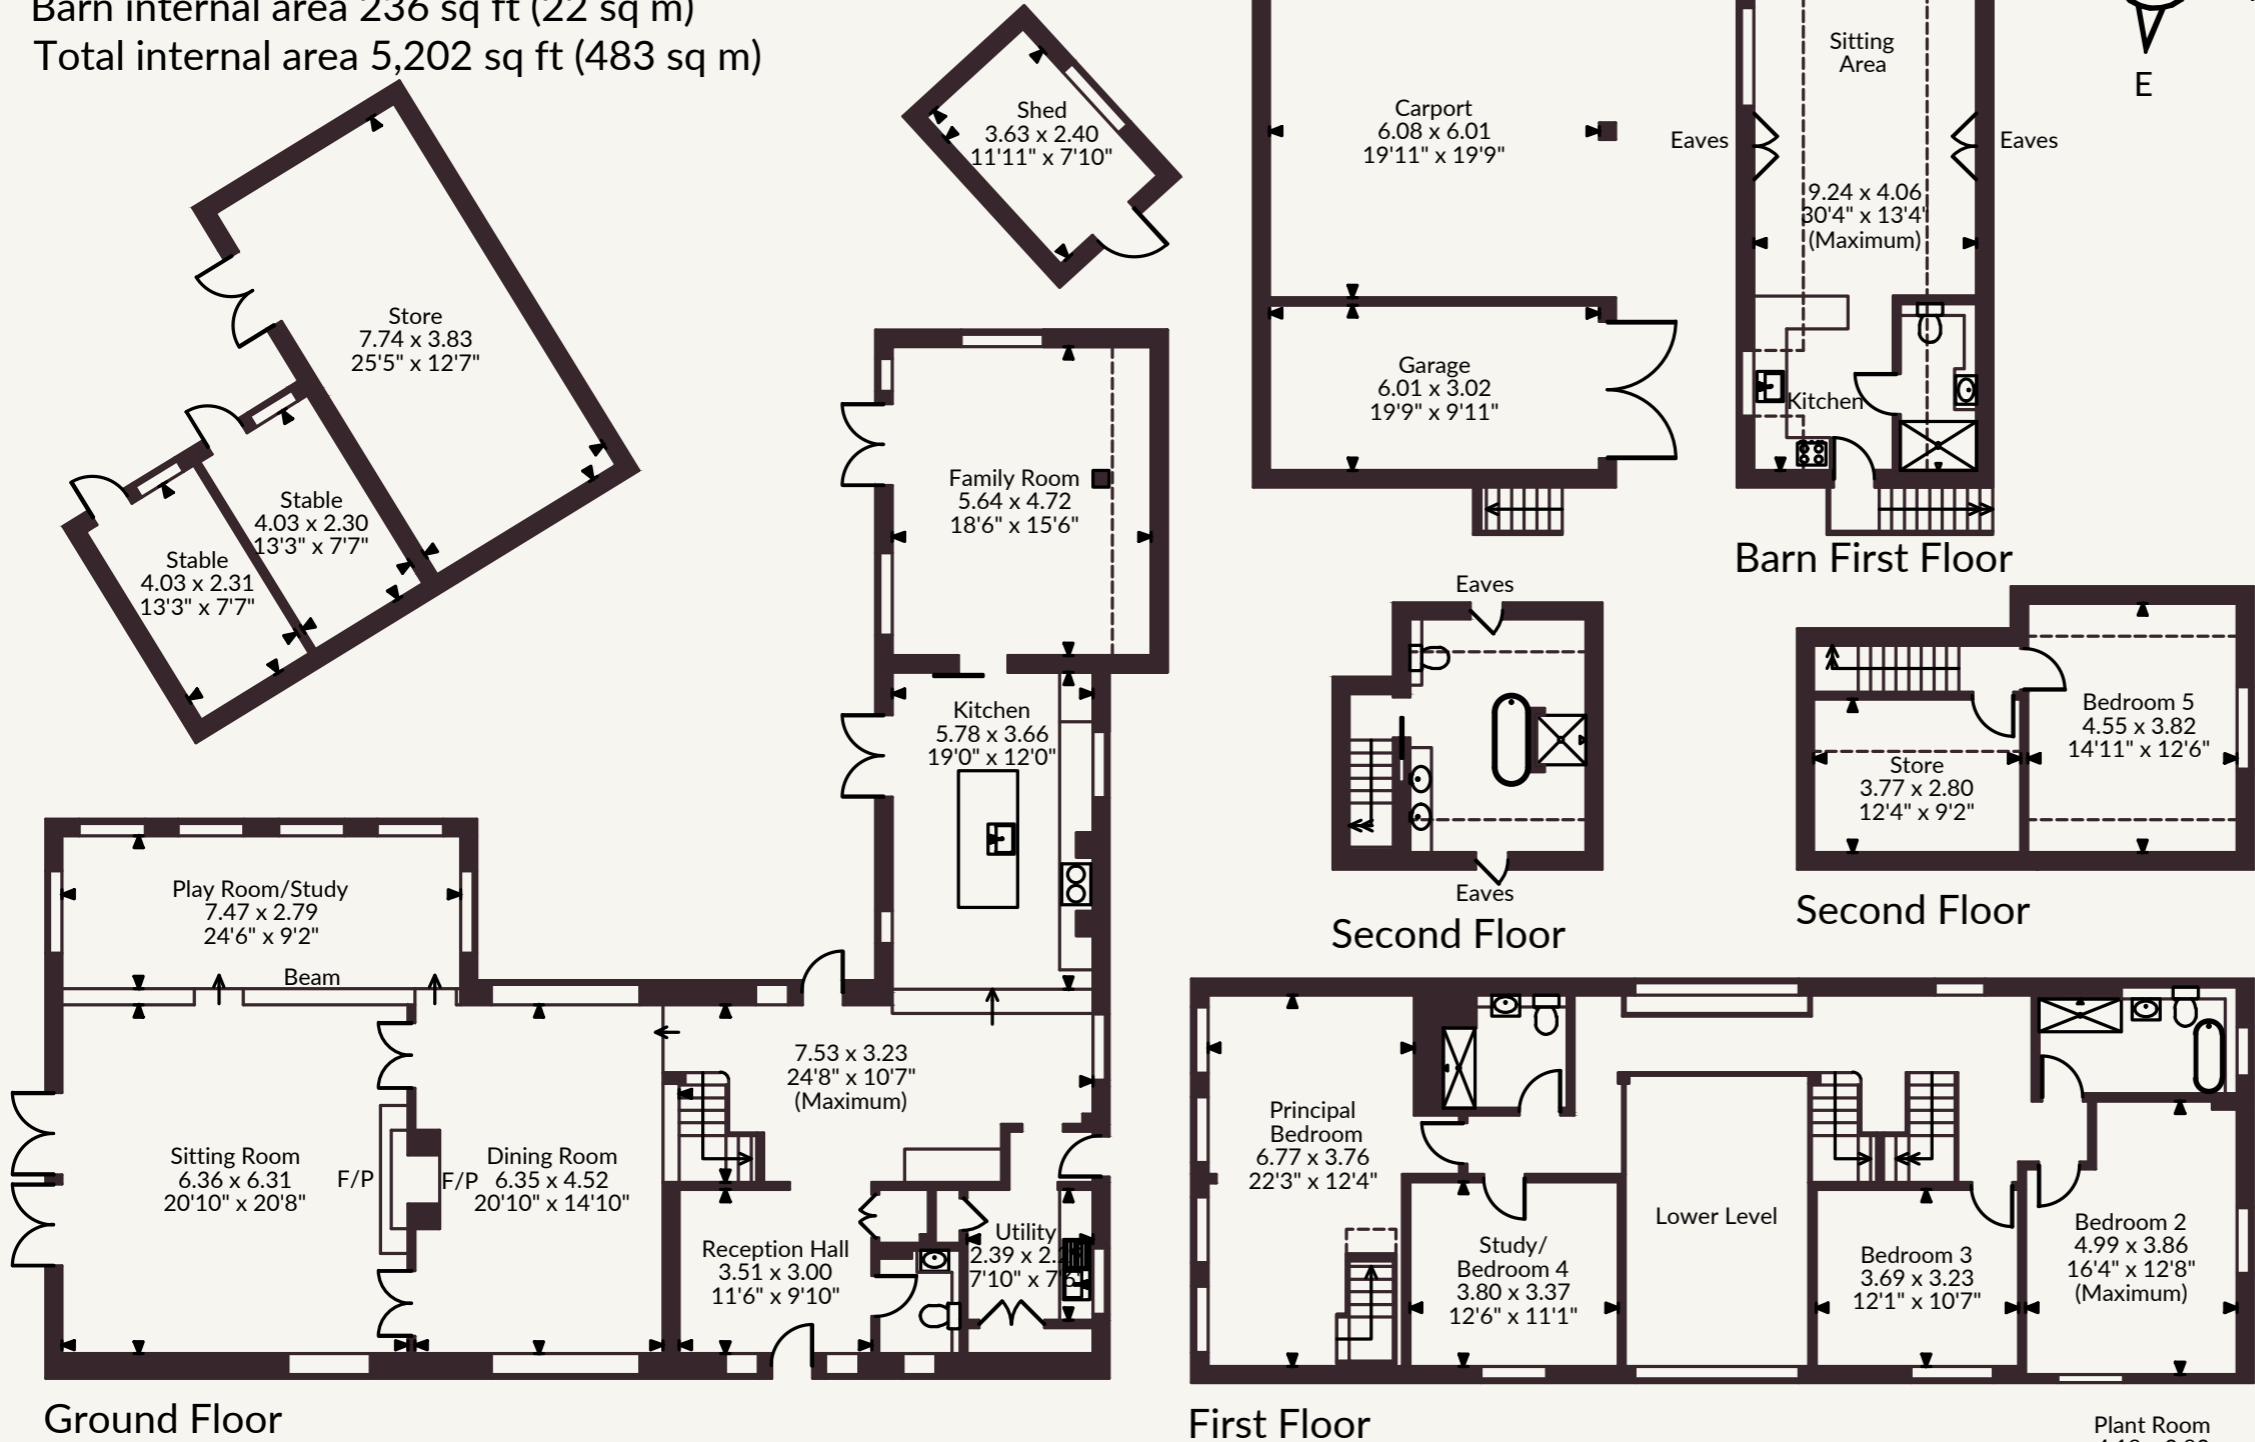 Barn internal area 236 sq ft (22 sq m)
Total internal area 5,202 sq ft (483 sq m)
Shed
3.63 x 2.40
11'11" x 7'10"
Carport
6.08 x 6.01
19'11" x 19'9"
Sitting
Area
E
Eaves
Eaves
9.24 x 4.06
30'4" x 13'4"
(Maximum)
Kitchen
Store
7.74 x 3.83
25'5" x 12'7"
Garage
6.01 x 3.02
19'9" x 9'11"
Stable
4.03 x 2.30
13'3" x 7'7"
Stable
4.03 x 2.31
13'3" x 7'7"
Family Room
5.64 x 4.72
18'6" x 15'6"
Barn First Floor
Eaves
Eaves
Second Floor
Bedroom 5
4.55 x 3.82
14'11" x 12'6"
Store
3.77 x 2.80
12'4" x 9'2"
Second Floor
Kitchen
5.78 x 3.66
19'0" x 12'0"
Play Room/Study
7.47 x 2.79
24'6" x 9'2"
Beam
7.53 x 3.23
24'8" x 10'7"
(Maximum)
Sitting Room
6.36 x 6.31
20'10" x 20'8"
F/P
F/P
Dining Room
6.35 x 4.52
20'10" x 14'10"
Reception Hall
3.51 x 3.00
11'6" x 9'10"
Utility
2.39 x
7'10" x 7'6"
Ground Floor
Principal
Bedroom
6.77 x 3.76
22'3" x 12'4"
Study/
Bedroom 4
3.80 x 3.37
12'6" x 11'1"
Lower Level
Bedroom 3
3.69 x 3.23
12'1" x 10'7"
Bedroom 2
4.99 x 3.86
16'4" x 12'8"
(Maximum)
First Floor
Plant Room